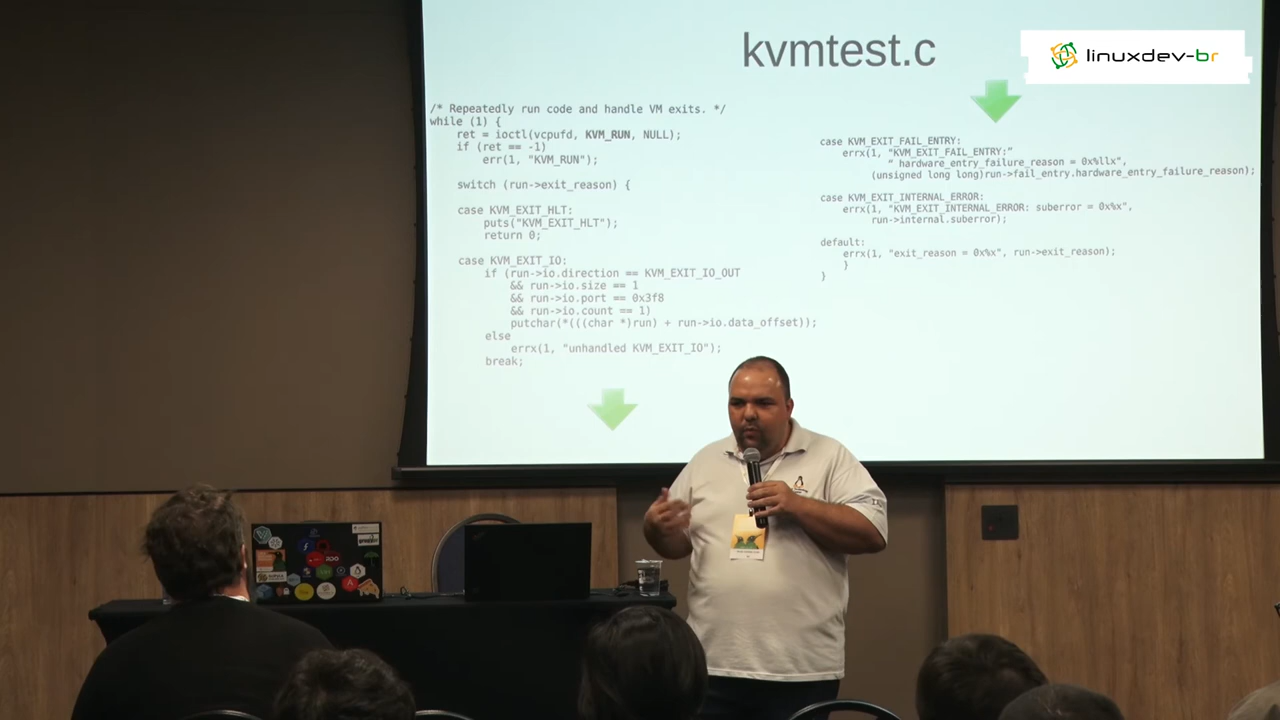 kvmtest.c
linuxdev-br
/* Repeatedly run code and handle VM exits. */
while (1) {
ret = ioctl(vcpufd, KVM_RUN, NULL);
if (ret == -1)
err(1, "KVM_RUN");
switch (run->exit_reason) {
case KVM_EXIT_HLT:
puts("KVM_EXIT_HLT");
return 0;
case KVM_EXIT_IO:
if (run->io.direction == KVM_EXIT_IO_OUT
&& run->io.size == 1
&& run->io.port == 0x3f8
&& run->io.count == 1)
putchar(*(((char *)run) + run->io.data_offset));
else
errx(1, "unhandled KVM_EXIT_IO");
break;
case KVM_EXIT_FAIL_ENTRY:
errx(1, "KVM_EXIT_FAIL_ENTRY:”
“ hardware_entry_failure_reason = 0x%llx",
(unsigned long long)run->fail_entry.hardware_entry_failure_reason);
case KVM_EXIT_INTERNAL_ERROR:
errx(1, "KVM_EXIT_INTERNAL_ERROR: suberror = 0x%x",
run->internal.suberror);
default:
errx(1, "exit_reason = 0x%x", run->exit_reason);
}
}